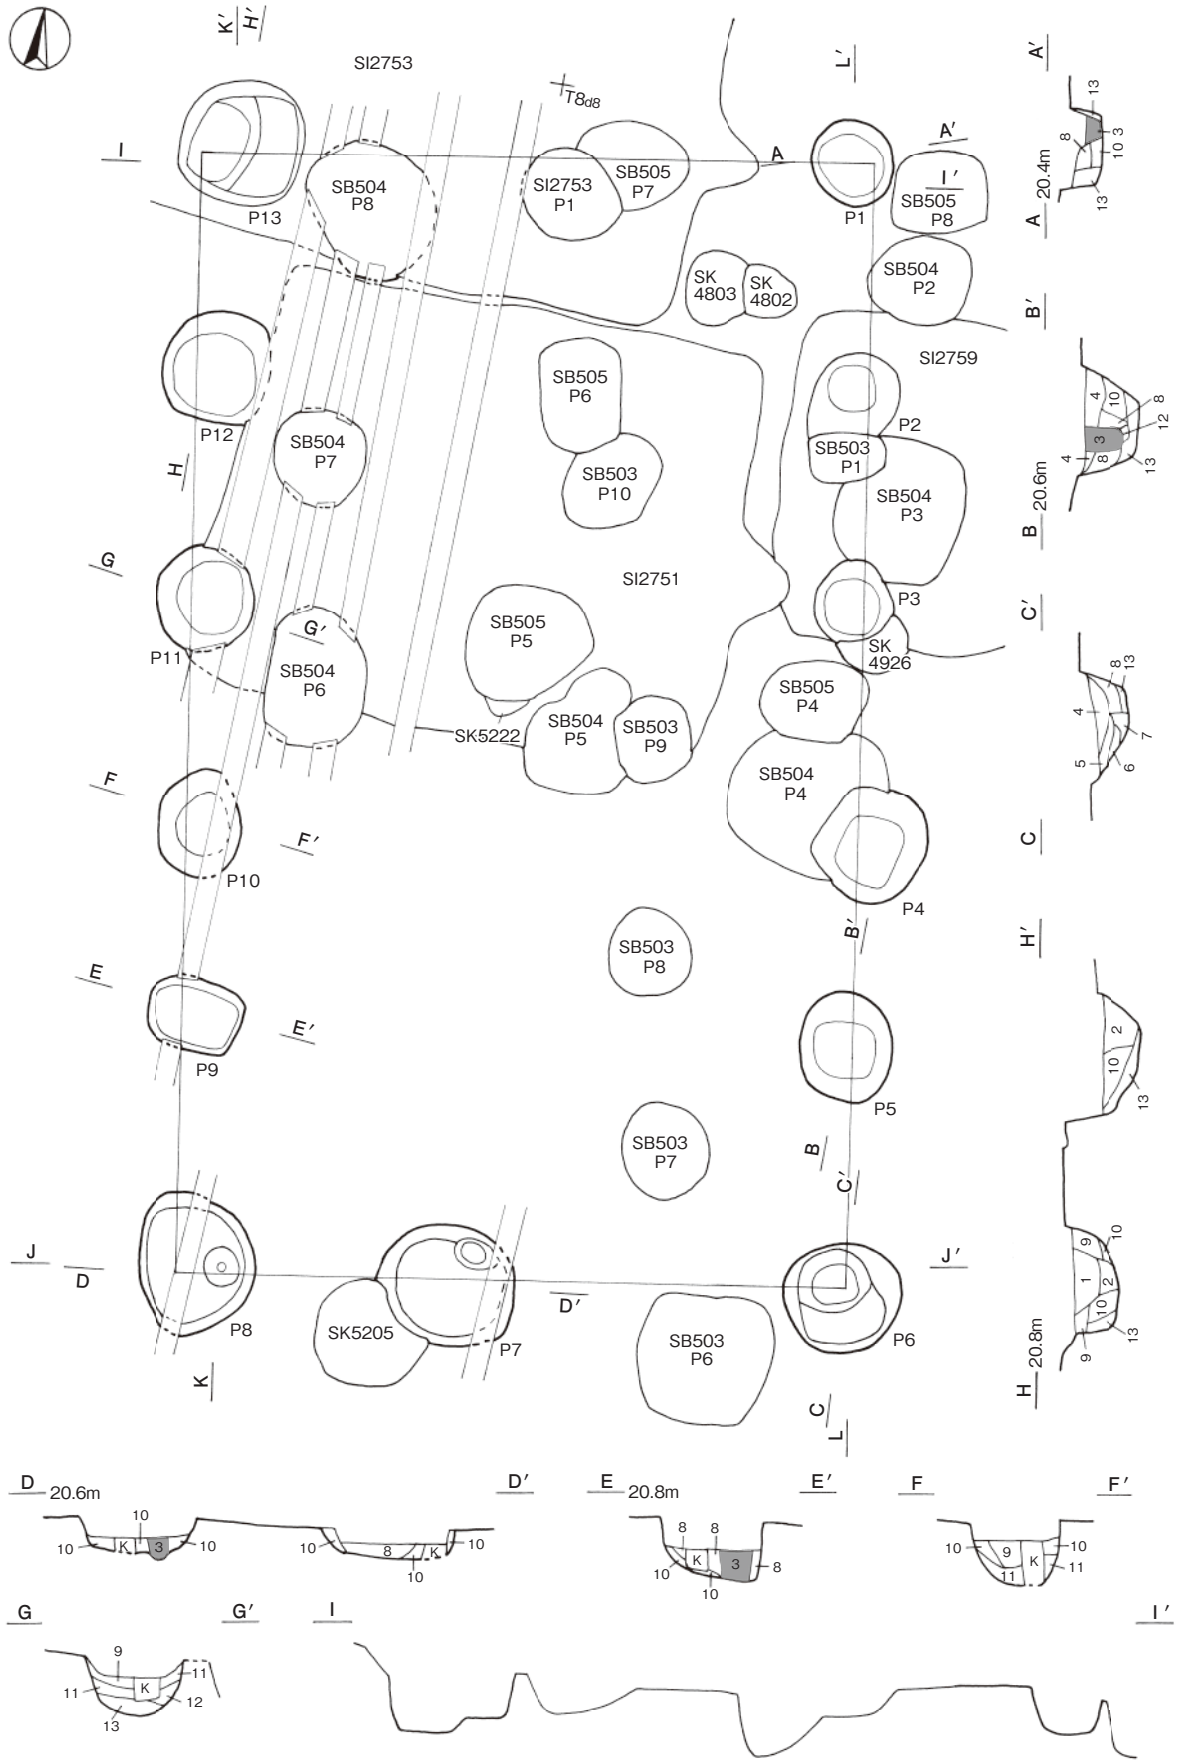 K′
H′
SI2753
T8d8
L′
A′
I
A
A′
SB504
P8
SI2753
P1
SB505
P7
I′
SB505
P8
P13
P1
SB504
P2
SK
4803
SK
4802
SI2759
SB505
P6
P12
P2
SB504
P7
SB503
P1
SB503
P10
SB504
P3
H
G
SI2751
P3
SB505
P5
G′
SK
4926
P11
SB504
P6
SB505
P4
SK5222
SB504
P5
SB503
P9
SB504
P4
F
F′
P10
P4
B′
SB503
P8
E
E′
P9
P5
SB503
P7
B
C′
J
D
J′
D′
P8
SK5205
P7
SB503
P6
P6
K
C
L
13
3
8
10
13
20.4m
A
B′
4
10
8
12
3
4
8
13
20.6m
B
C′
8
13
4
7
5
6
C
H′
2
10
13
9
10
1
2
10
13
9
20.8m
H
D 20.6m
D′
10
10
K
3
10
10
8
10
K
10
E 20.8m
E′
8
8
10
K
10
3
8
F
F′
10
9
11
K
10
11
G
G′
9
11
K
11
12
13
I
I′